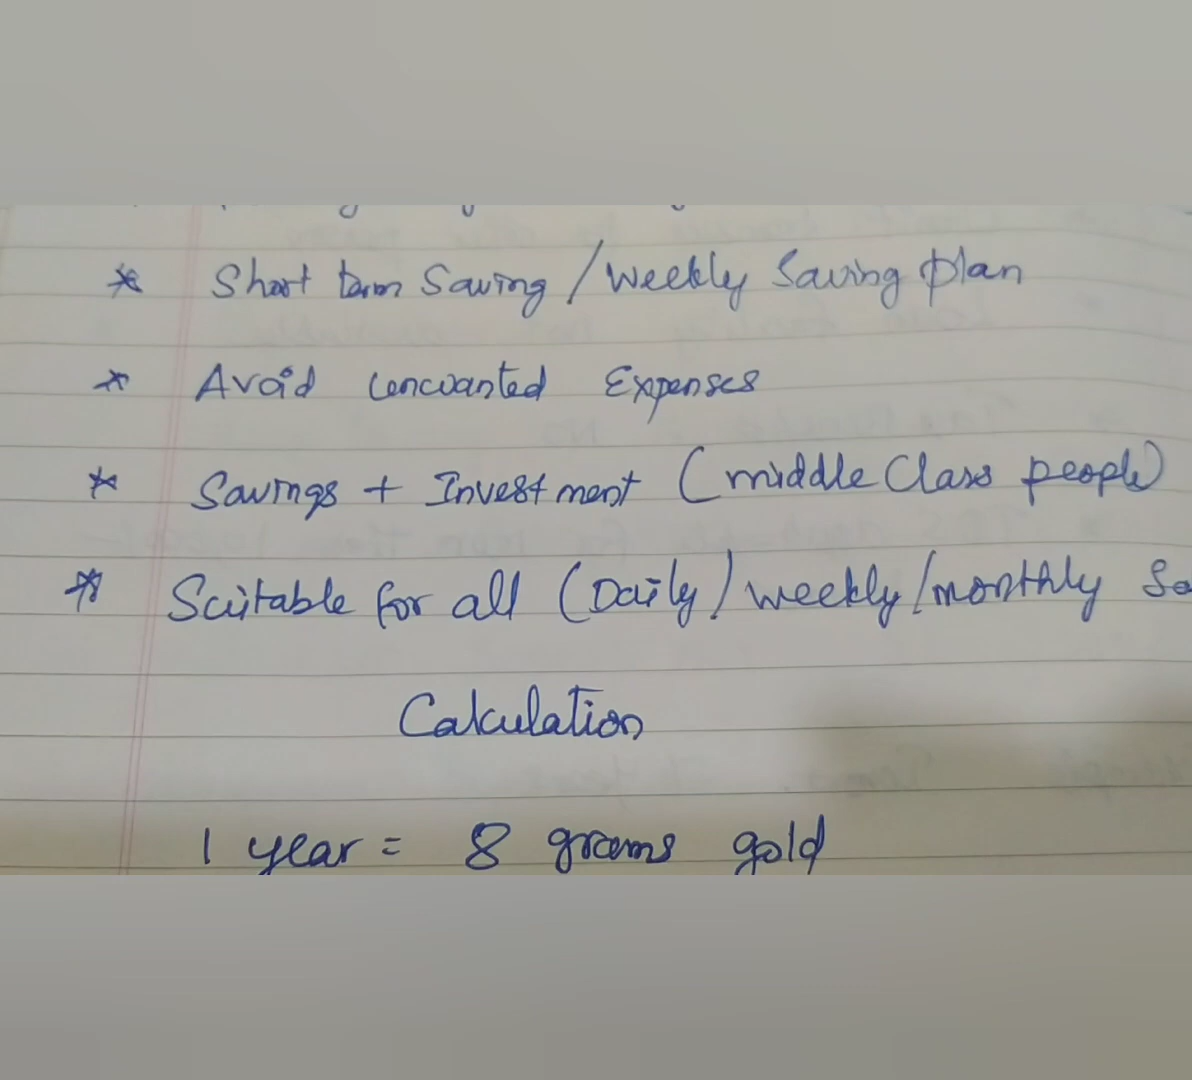 * Short term Saving / Weekly Saving plan
* Avoid unwanted Expenses
* Savings + Investment (middle Class people)
* Suitable for all (Daily / weekly / monthly Sa
Calculation
1 year = 8 grams gold